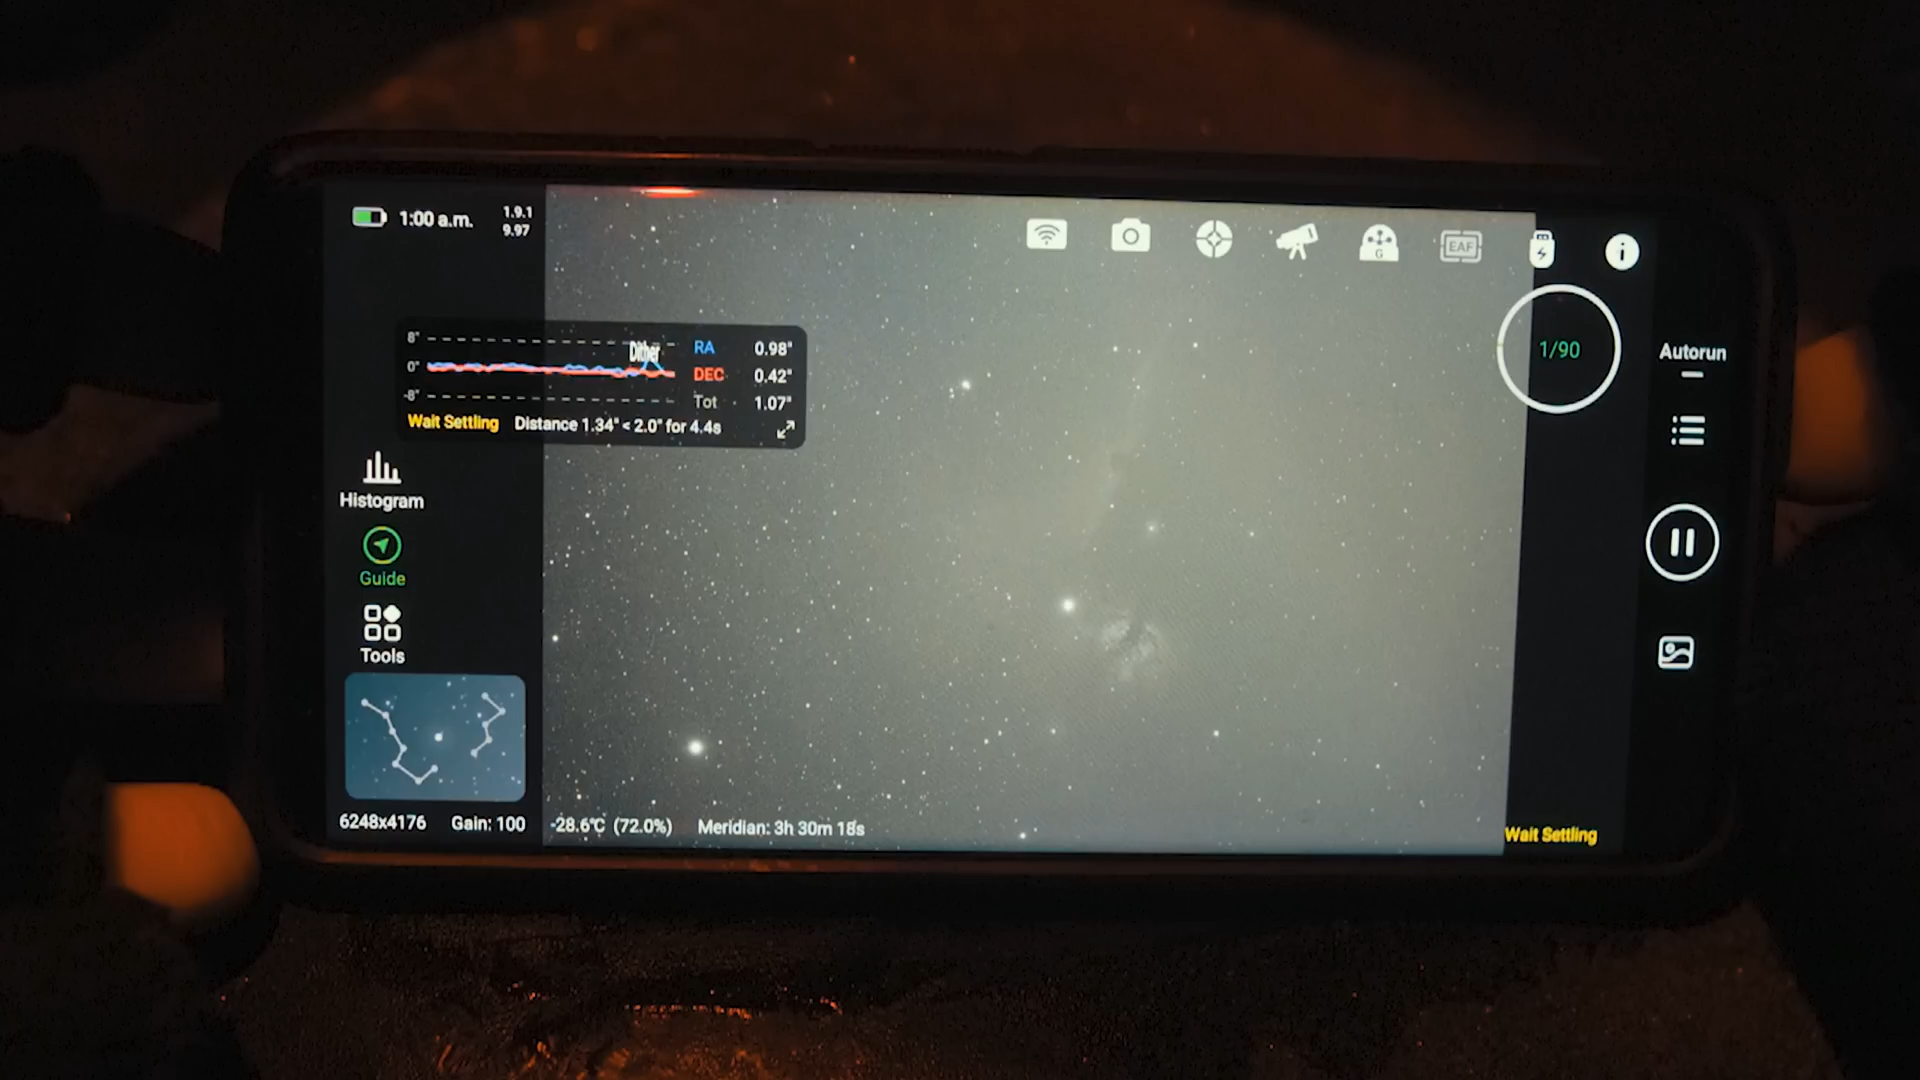 1:00 a.m.
1.9.1
9.97
EAF
G
8"
0"
-8"
Dither
RA 0.98"
DEC 0.42"
Tot 1.07"
Wait Settling Distance 1.34" < 2.0" for 4.4s
1/90
Autorun
Histogram
Guide
Tools
6248x4176 Gain: 100 -28.6℃ (72.0%) Meridian: 3h 30m 18s
Wait Settling